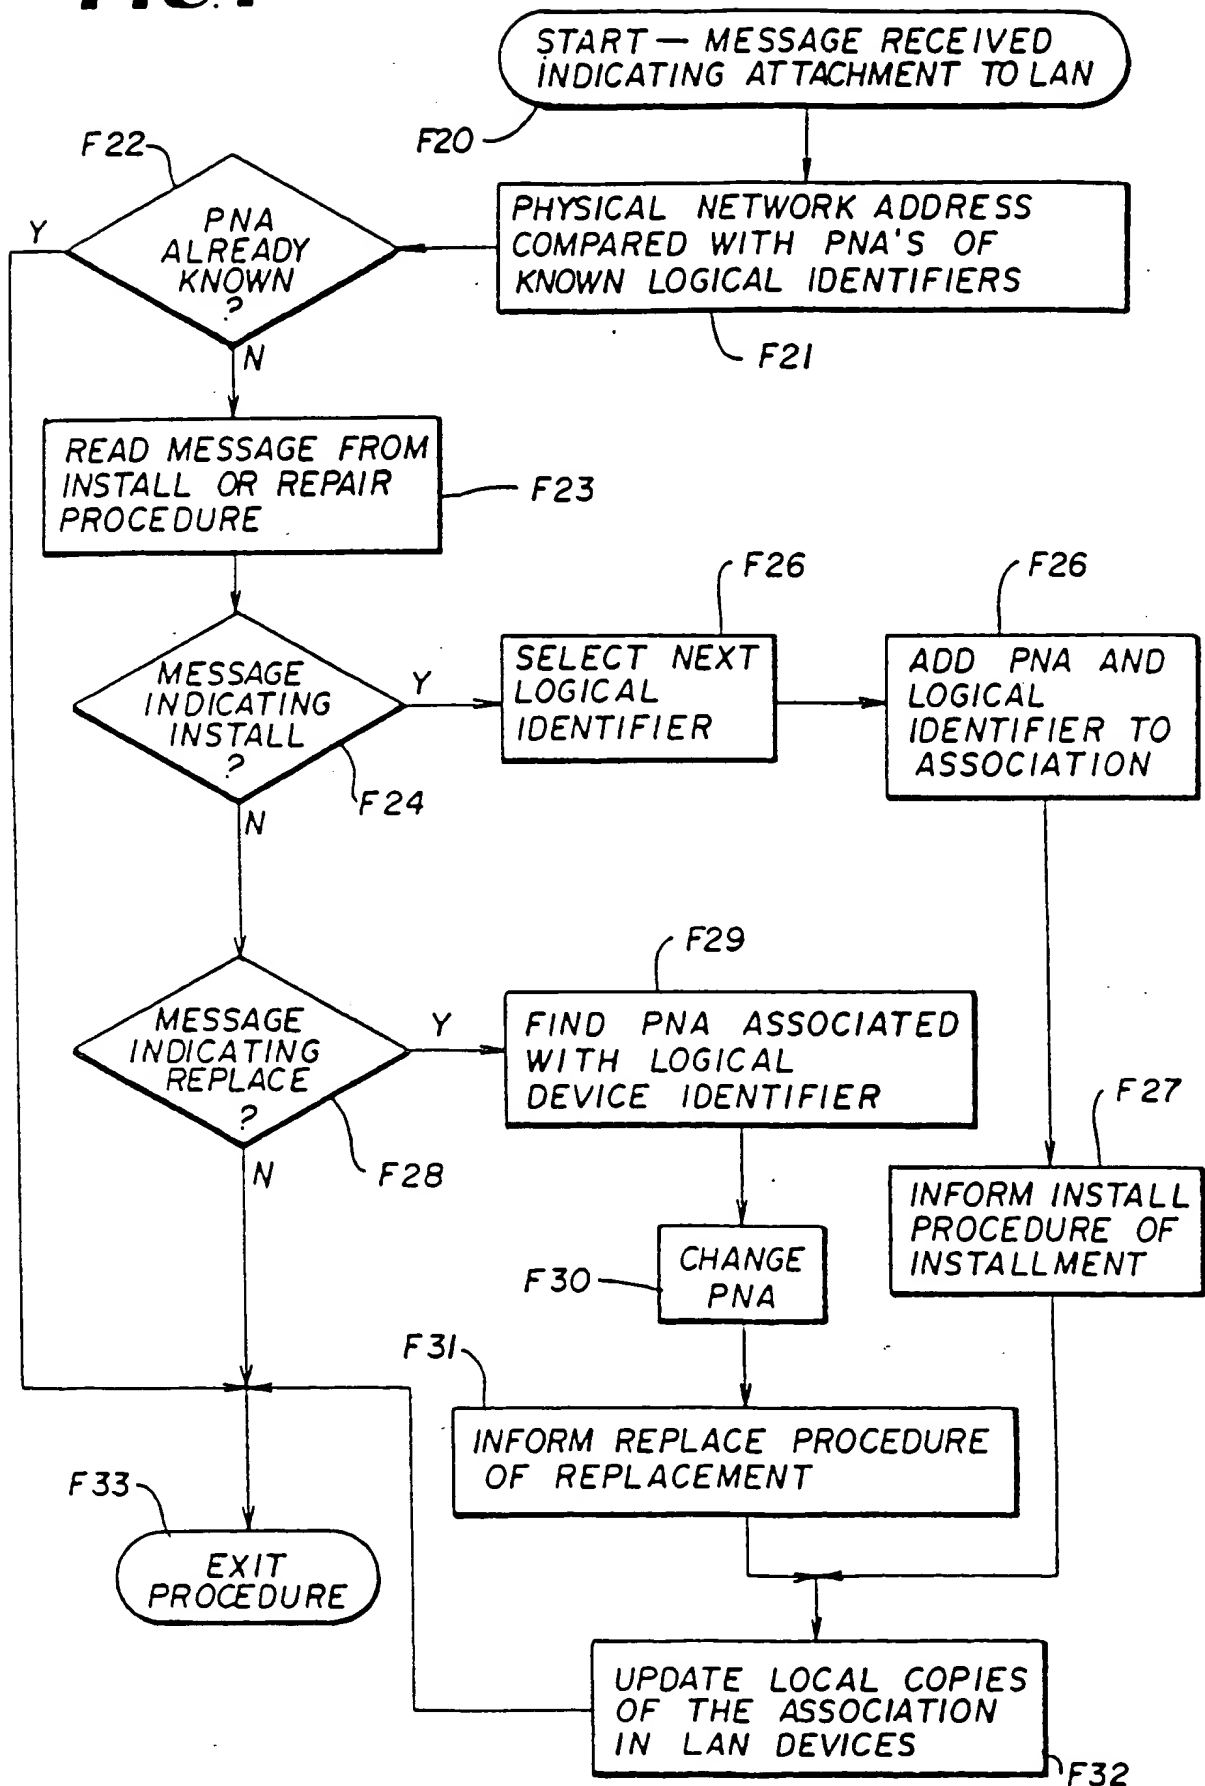 START — MESSAGE RECEIVED
INDICATING ATTACHMENT TO LAN
F20
F22
PHYSICAL NETWORK ADDRESS
COMPARED WITH PNA'S OF
KNOWN LOGICAL IDENTIFIERS
F21
PNA
ALREADY
KNOWN
?
Y
N
READ MESSAGE FROM
INSTALL OR REPAIR
PROCEDURE
F23
MESSAGE
INDICATING
INSTALL
?
Y
F24
N
F26
SELECT NEXT
LOGICAL
IDENTIFIER
F26
ADD PNA AND
LOGICAL
IDENTIFIER TO
ASSOCIATION
MESSAGE
INDICATING
REPLACE
?
Y
F28
N
F29
FIND PNA ASSOCIATED
WITH LOGICAL
DEVICE IDENTIFIER
F27
INFORM INSTALL
PROCEDURE OF
INSTALLMENT
F30
CHANGE
PNA
F31
INFORM REPLACE PROCEDURE
OF REPLACEMENT
F33
EXIT
PROCEDURE
UPDATE LOCAL COPIES
OF THE ASSOCIATION
IN LAN DEVICES
F32